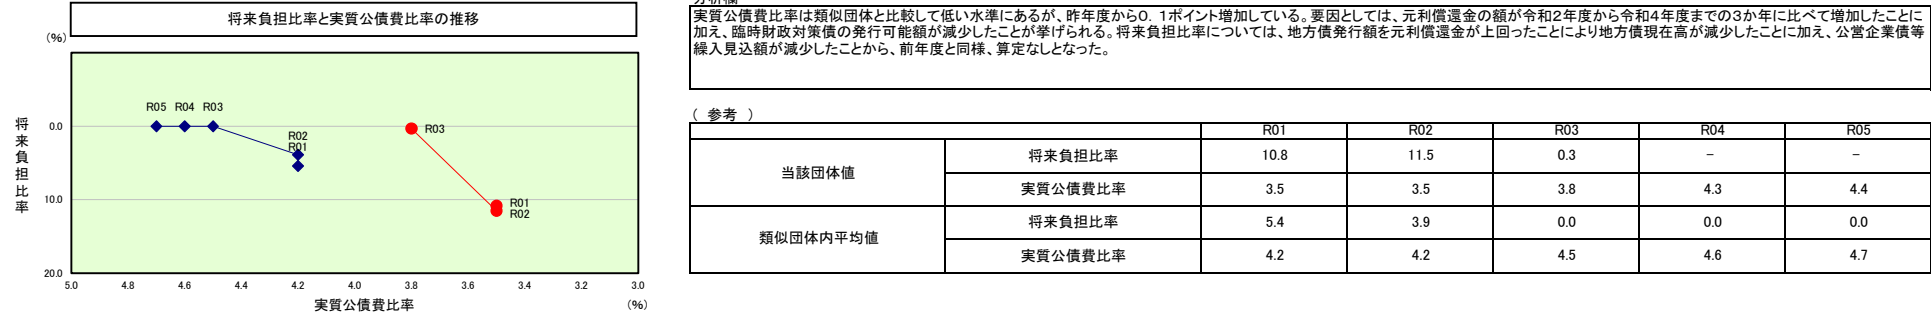 将来負担比率と実質公債費比率の推移
(%)
将来負担比率
0.0
10.0
20.0
R05 R04 R03
R02
R01
R03
R01
R02
5.0 4.8 4.6 4.4 4.2 4.0 3.8 3.6 3.4 3.2 3.0
実質公債費比率 (%)
分析欄
実質公債費比率は類似団体と比較して低い水準にあるが、昨年度から0．1ポイント増加している。要因としては、元利償還金の額が令和2年度から令和4年度までの3か年に比べて増加したことに
加え、臨時財政対策債の発行可能額が減少したことが挙げられる。将来負担比率については、地方債発行額を元利償還金が上回ったことにより地方債現在高が減少したことに加え、公営企業債等
繰入見込額が減少したことから、前年度と同様、算定なしとなった。
（ 参考 ）
R01 R02 R03 R04 R05
当該団体値
将来負担比率 10.8 11.5 0.3 － －
実質公債費比率 3.5 3.5 3.8 4.3 4.4
類似団体内平均値
将来負担比率 5.4 3.9 0.0 0.0 0.0
実質公債費比率 4.2 4.2 4.5 4.6 4.7